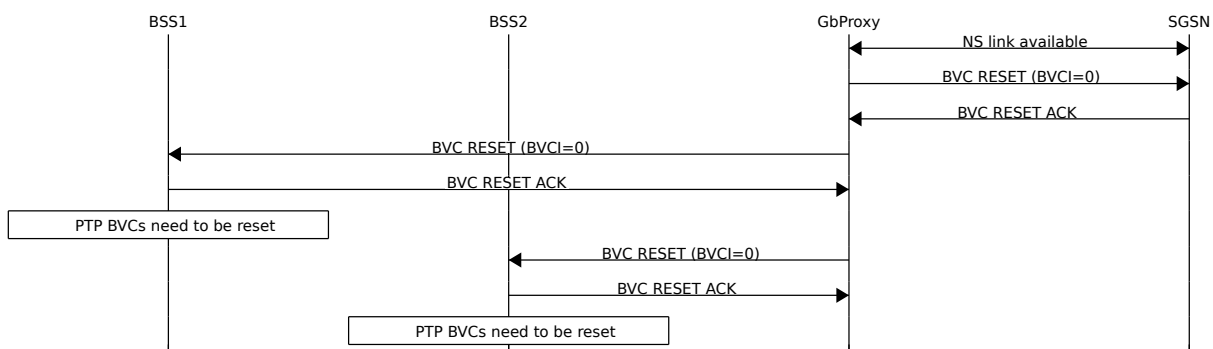 BSS1 BSS2 GbProxy SGSN
NS link available
BVC RESET (BVCI=0)
BVC RESET ACK
BVC RESET (BVCI=0)
BVC RESET ACK
PTP BVCs need to be reset
BVC RESET (BVCI=0)
BVC RESET ACK
PTP BVCs need to be reset